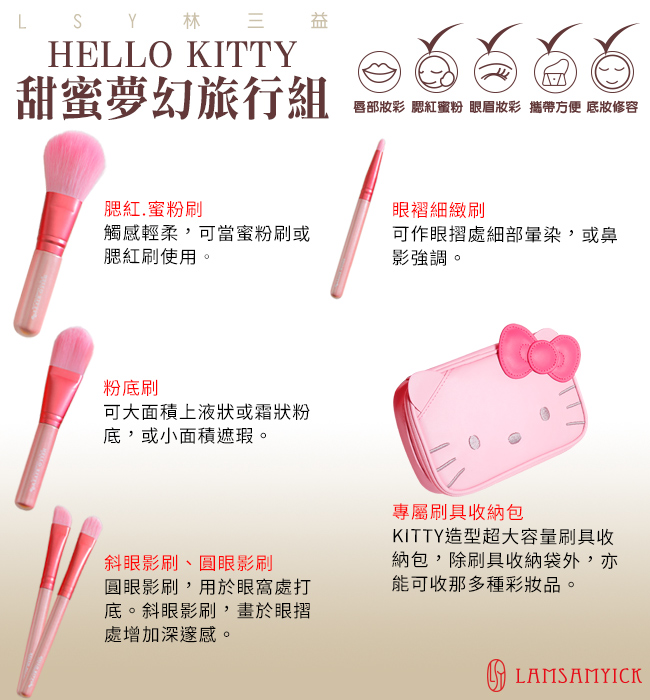 LSY林三益
HELLO KITTY
甜蜜夢幻旅行組
唇部妝彩 腮紅蜜粉 眼眉妝彩 攜帶方便 底妝修容
腮紅.蜜粉刷
觸感輕柔，可當蜜粉刷或
腮紅刷使用。
眼褶細緻刷
可作眼摺處細部暈染，或鼻
影強調。
粉底刷
可大面積上液狀或霜狀粉
底，或小面積遮瑕。
專屬刷具收納包
KITTY造型超大容量刷具收
納包，除刷具收納袋外，亦
能可收那多種彩妝品。
斜眼影刷、圓眼影刷
圓眼影刷，用於眼窩處打
底。斜眼影刷，畫於眼摺
處增加深邃感。
LAMSAMYICK